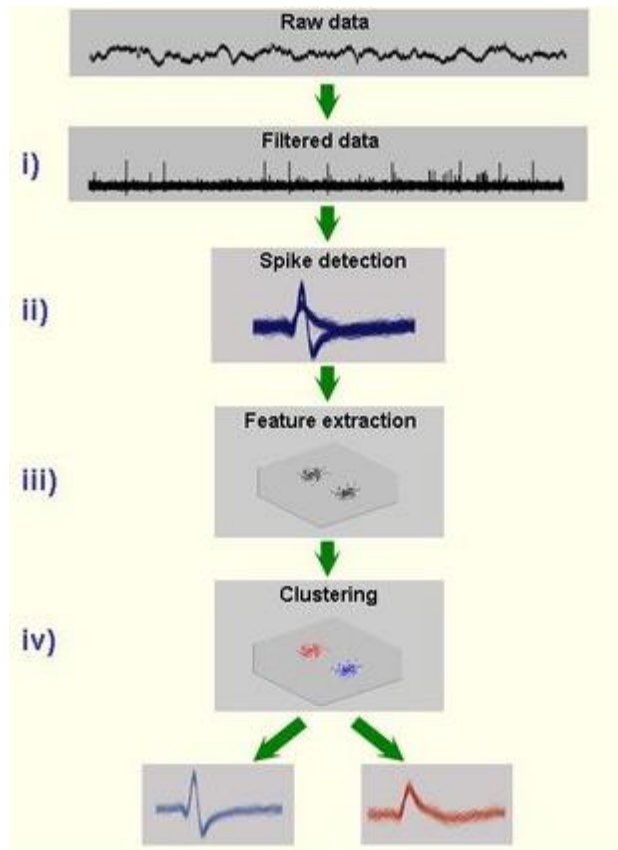 Raw data
i)
Filtered data
ii)
Spike detection
iii)
Feature extraction
iv)
Clustering